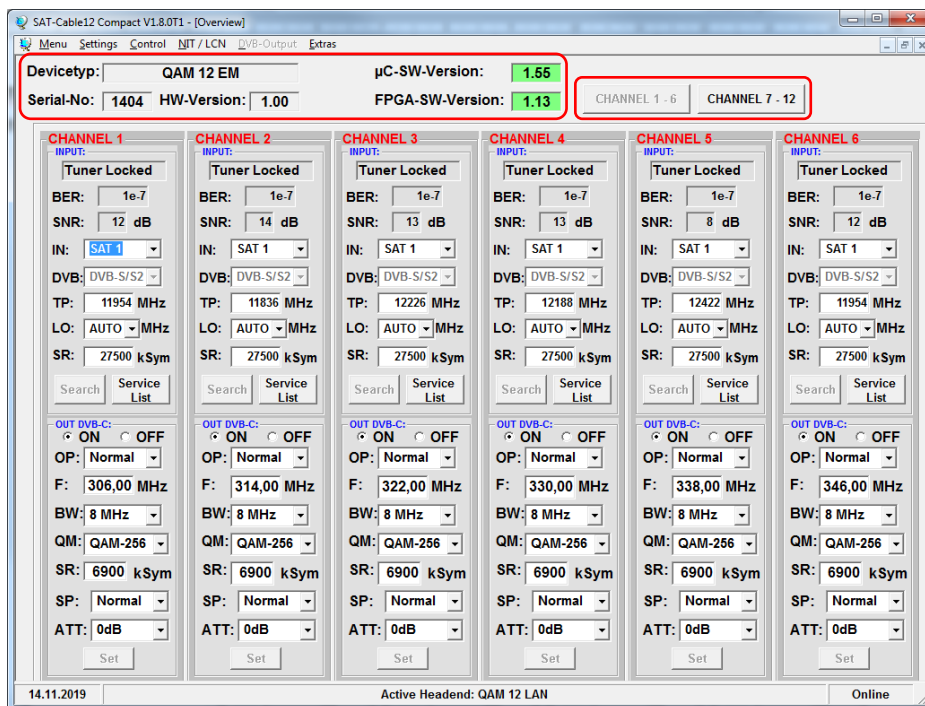 SAT-Cable12 Compact V1.8.0T1 - [Overview]
Menu Settings Control NIT / LCN DVB-Output Extras
Devicetyp: QAM 12 EM µC-SW-Version: 1.55
Serial-No: 1404 HW-Version: 1.00 FPGA-SW-Version: 1.13 CHANNEL 1 - 6 CHANNEL 7 - 12
CHANNEL 1 CHANNEL 2 CHANNEL 3 CHANNEL 4 CHANNEL 5 CHANNEL 6
INPUT: INPUT: INPUT: INPUT: INPUT: INPUT:
Tuner Locked Tuner Locked Tuner Locked Tuner Locked Tuner Locked Tuner Locked
BER: 1e-7 BER: 1e-7 BER: 1e-7 BER: 1e-7 BER: 1e-7 BER: 1e-7
SNR: 12 dB SNR: 14 dB SNR: 13 dB SNR: 13 dB SNR: 8 dB SNR: 12 dB
IN: SAT 1 IN: SAT 1 IN: SAT 1 IN: SAT 1 IN: SAT 1 IN: SAT 1
DVB: DVB-S/S2 DVB: DVB-S/S2 DVB: DVB-S/S2 DVB: DVB-S/S2 DVB: DVB-S/S2 DVB: DVB-S/S2
TP: 11954 MHz TP: 11836 MHz TP: 12226 MHz TP: 12188 MHz TP: 12422 MHz TP: 11954 MHz
LO: AUTO MHz LO: AUTO MHz LO: AUTO MHz LO: AUTO MHz LO: AUTO MHz LO: AUTO MHz
SR: 27500 kSym SR: 27500 kSym SR: 27500 kSym SR: 27500 kSym SR: 27500 kSym SR: 27500 kSym
Search Service List Search Service List Search Service List Search Service List Search Service List Search Service List
OUT DVB-C: OUT DVB-C: OUT DVB-C: OUT DVB-C: OUT DVB-C: OUT DVB-C:
ON OFF ON OFF ON OFF ON OFF ON OFF ON OFF
OP: Normal OP: Normal OP: Normal OP: Normal OP: Normal OP: Normal
F: 306,00 MHz F: 314,00 MHz F: 322,00 MHz F: 330,00 MHz F: 338,00 MHz F: 346,00 MHz
BW: 8 MHz BW: 8 MHz BW: 8 MHz BW: 8 MHz BW: 8 MHz BW: 8 MHz
QM: QAM-256 QM: QAM-256 QM: QAM-256 QM: QAM-256 QM: QAM-256 QM: QAM-256
SR: 6900 kSym SR: 6900 kSym SR: 6900 kSym SR: 6900 kSym SR: 6900 kSym SR: 6900 kSym
SP: Normal SP: Normal SP: Normal SP: Normal SP: Normal SP: Normal
ATT: 0dB ATT: 0dB ATT: 0dB ATT: 0dB ATT: 0dB ATT: 0dB
Set Set Set Set Set Set
14.11.2019 Active Headend: QAM 12 LAN Online